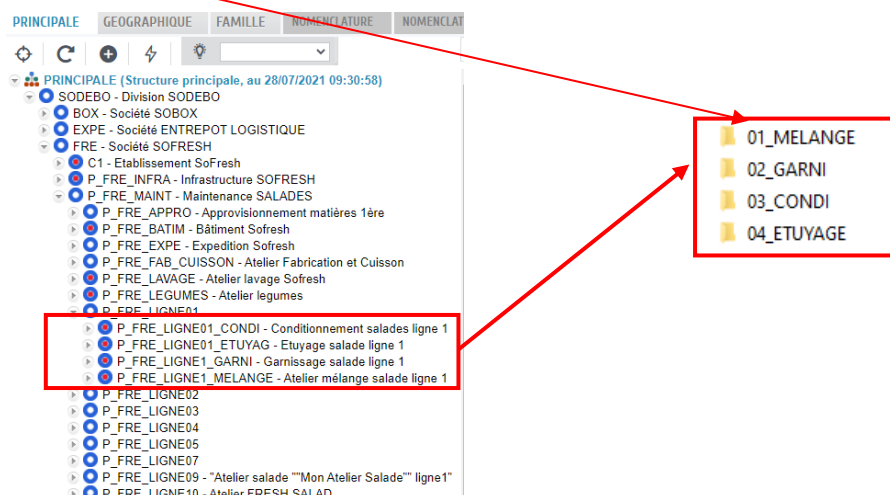 PRINCIPALE GEOGRAPHIQUE FAMILLE NOMENCLATURE NOMENCLAT
PRINCIPALE (Structure principale, au 28/07/2021 09:30:58)
SODEBO - Division SODEBO
BOX - Société SOBOX
EXPE - Société ENTREPOT LOGISTIQUE
FRE - Société SOFRESH
C1 - Etablissement SoFresh
P_FRE_INFRA - Infrastructure SOFRESH
P_FRE_MAINT - Maintenance SALADES
P_FRE_APPRO - Approvisionnement matières 1ère
P_FRE_BATIM - Bâtiment Sofresh
P_FRE_EXPE - Expedition Sofresh
P_FRE_FAB_CUISSON - Atelier Fabrication et Cuisson
P_FRE_LAVAGE - Atelier lavage Sofresh
P_FRE_LEGUMES - Atelier legumes
P_FRE_LIGNE01
P_FRE_LIGNE01_CONDI - Conditionnement salades ligne 1
P_FRE_LIGNE01_ETUYAG - Etuyage salade ligne 1
P_FRE_LIGNE1_GARNI - Garnissage salade ligne 1
P_FRE_LIGNE1_MELANGE - Atelier mélange salade ligne 1
P_FRE_LIGNE02
P_FRE_LIGNE03
P_FRE_LIGNE04
P_FRE_LIGNE05
P_FRE_LIGNE07
P_FRE_LIGNE09 - "Atelier salade ""Mon Atelier Salade"" ligne1"
P_FRE_LIGNE10 - Atelier FRESH SALAD
01_MELANGE
02_GARNI
03_CONDI
04_ETUYAGE